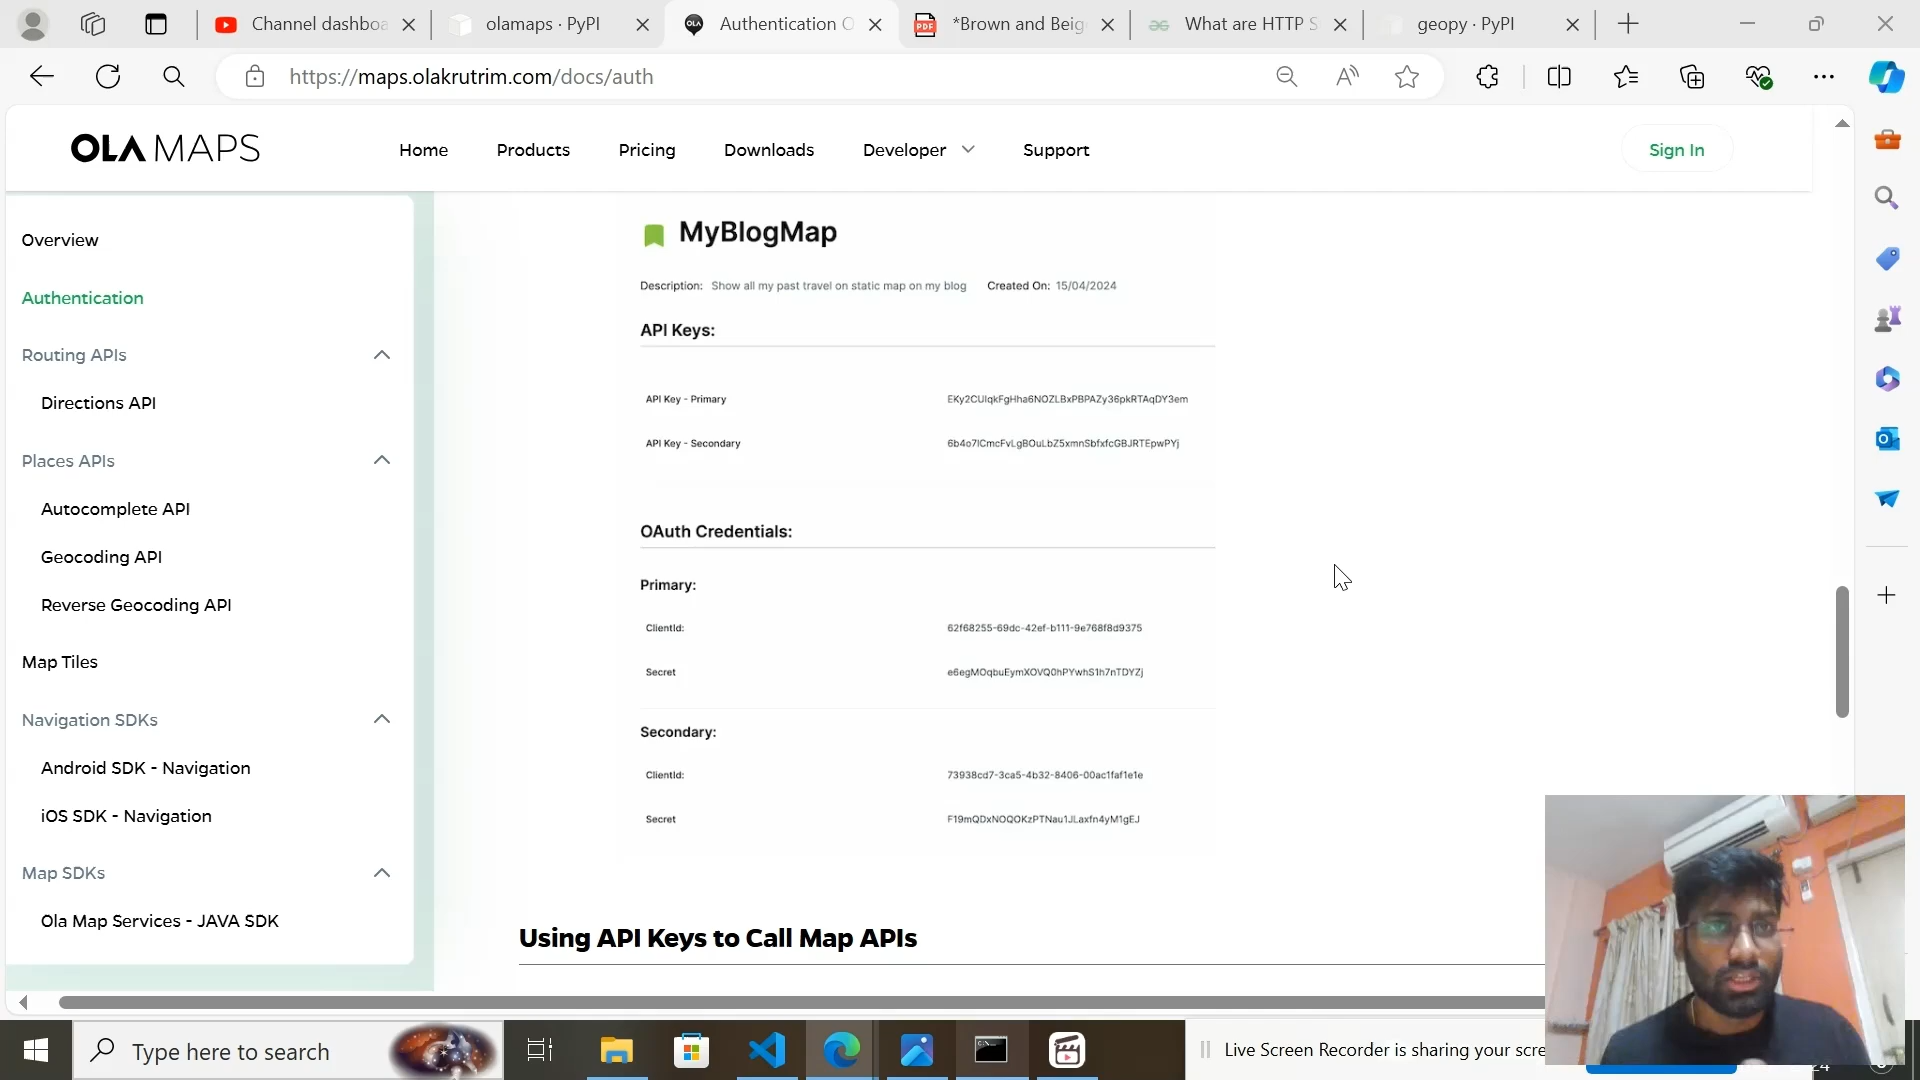 Channel dashboa
olamaps · PyPI
Authentication O
*Brown and Beig
What are HTTP S
geopy · PyPI
https://maps.olakrutrim.com/docs/auth
OLA MAPS
Home
Products
Pricing
Downloads
Developer
Support
Sign In
Overview
Authentication
Routing APIs
Directions API
Places APIs
Autocomplete API
Geocoding API
Reverse Geocoding API
Map Tiles
Navigation SDKs
Android SDK - Navigation
iOS SDK - Navigation
Map SDKs
Ola Map Services - JAVA SDK
MyBlogMap
Description: Show all my past travel on static map on my blog Created On: 15/04/2024
API Keys:
API Key - Primary
API Key - Secondary
OAuth Credentials:
Primary:
ClientId: 62f68255-69dc-42ef-b111-9e768f8d9375
Secret
Secondary:
ClientId: 73938cd7-3ca5-4b32-8406-00ac1faf1e1e
Secret
Using API Keys to Call Map APIs
Type here to search
Live Screen Recorder is sharing your scre